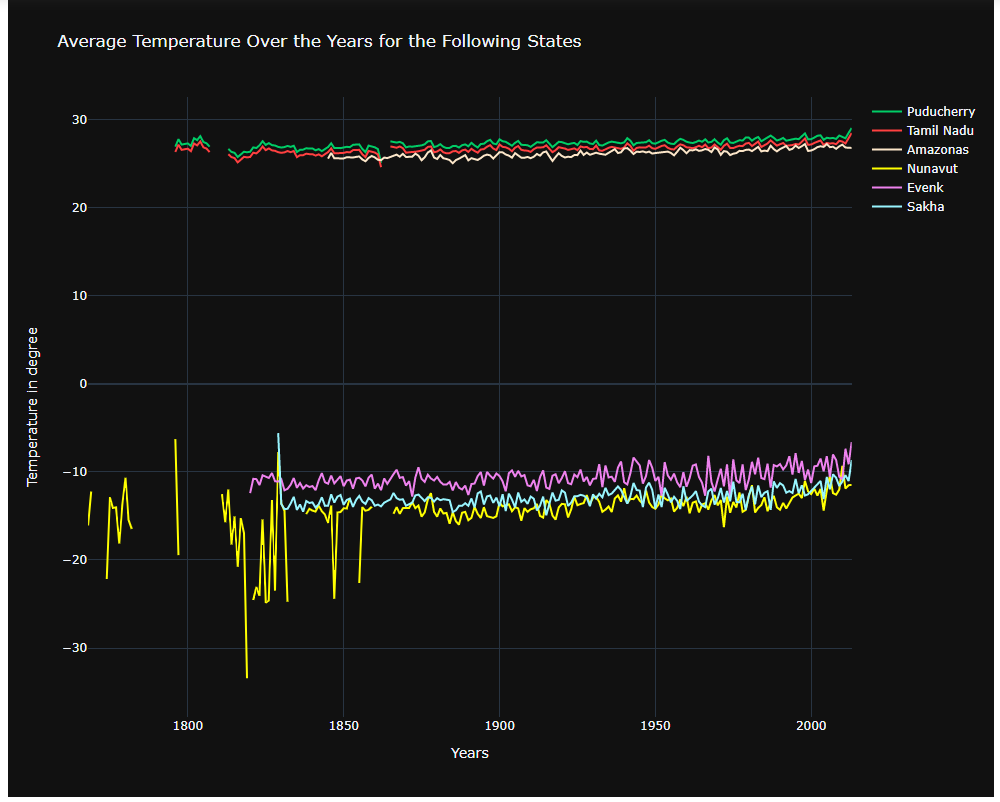 Average Temperature Over the Years for the Following States
30
20
10
0
−10
−20
−30
Temperature in degree
1800
1850
1900
1950
2000
Years
Puducherry
Tamil Nadu
Amazonas
Nunavut
Evenk
Sakha